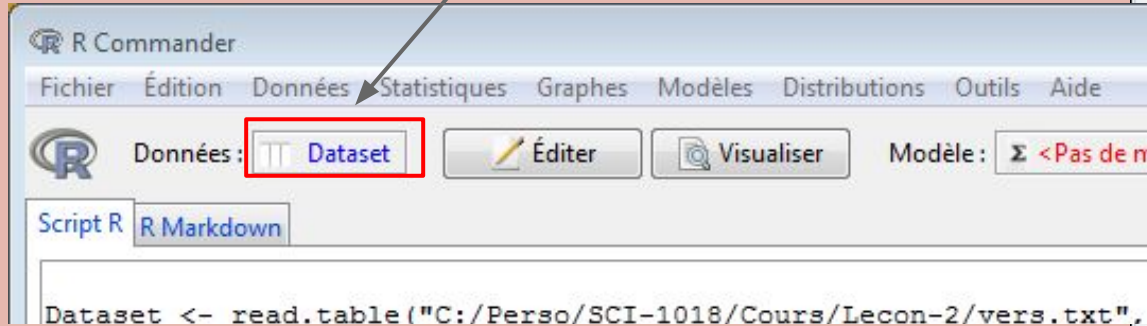 R Commander
Fichier Édition Données Statistiques Graphes Modèles Distributions Outils Aide
Données : Dataset Éditer Visualiser Modèle : Σ <Pas de
Script R R Markdown
Dataset <- read.table("C:/Perso/SCI-1018/Cours/Lecon-2/vers.txt",